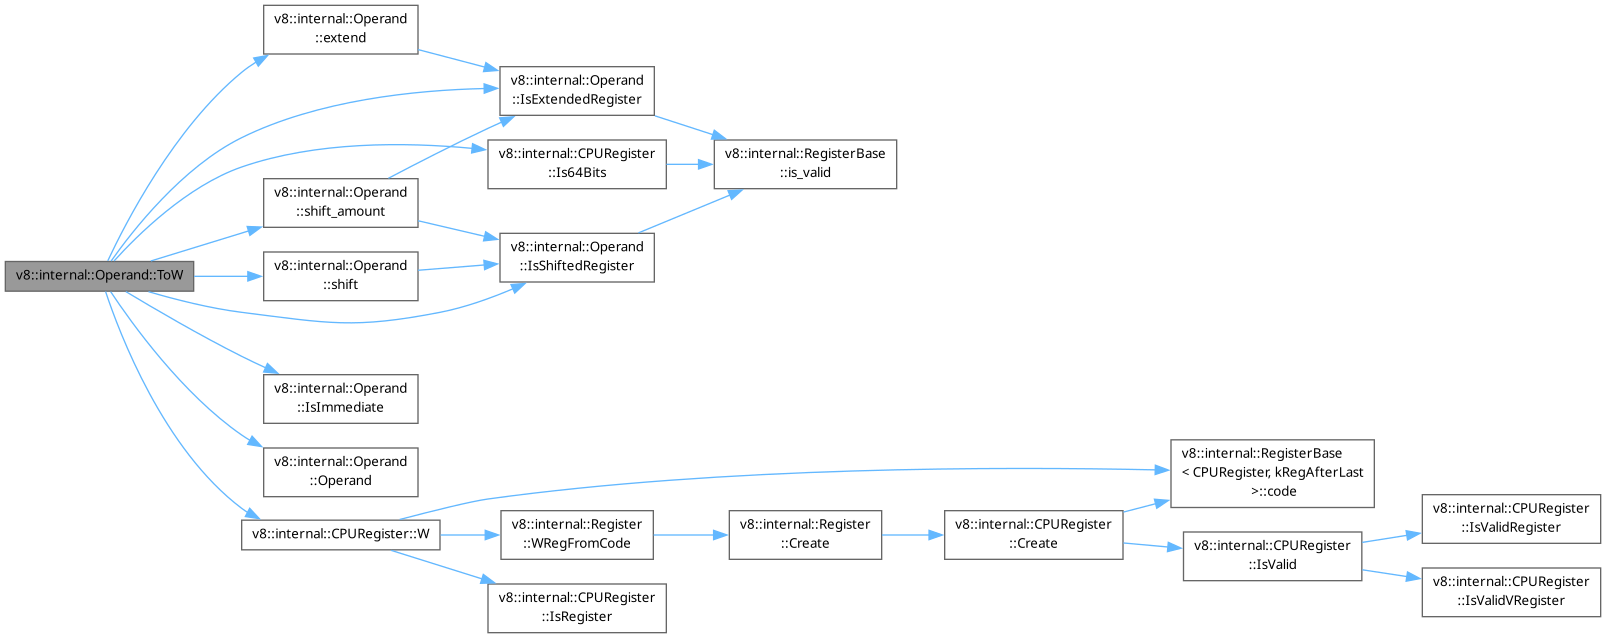 v8::internal::Operand::ToW
v8::internal::Operand
::extend
v8::internal::Operand
::IsExtendedRegister
v8::internal::RegisterBase
::is_valid
v8::internal::CPURegister
::Is64Bits
v8::internal::Operand
::shift_amount
v8::internal::Operand
::IsShiftedRegister
v8::internal::Operand
::shift
v8::internal::Operand
::IsImmediate
v8::internal::Operand
::Operand
v8::internal::CPURegister::W
v8::internal::RegisterBase
< CPURegister, kRegAfterLast
>::code
v8::internal::Register
::WRegFromCode
v8::internal::Register
::Create
v8::internal::CPURegister
::Create
v8::internal::CPURegister
::IsValid
v8::internal::CPURegister
::IsValidRegister
v8::internal::CPURegister
::IsValidVRegister
v8::internal::CPURegister
::IsRegister